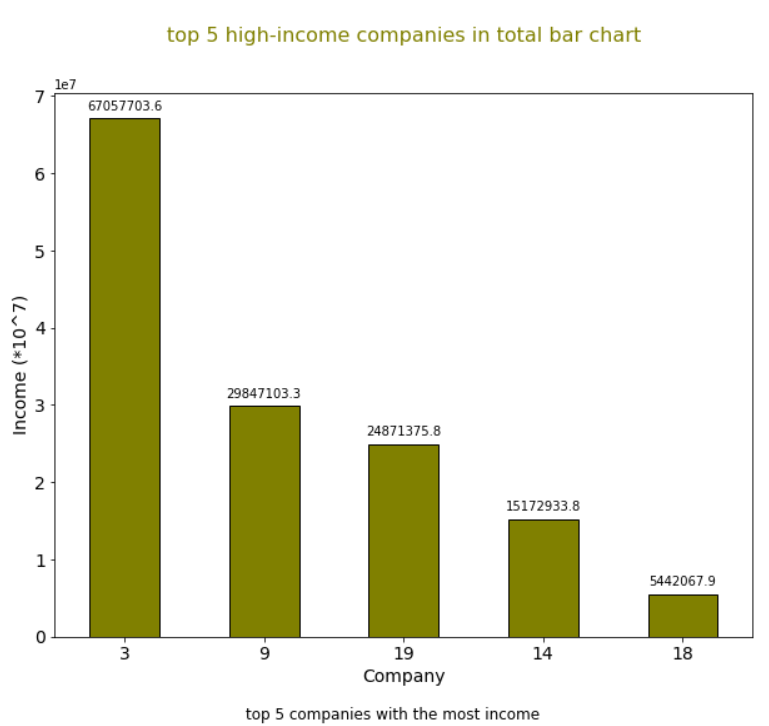 top 5 high-income companies in total bar chart
1e7
7
67057703.6
6
5
4
3
29847103.3
24871375.8
2
15172933.8
1
5442067.9
0
Income (*10^7)
3 9 19 14 18
Company
top 5 companies with the most income